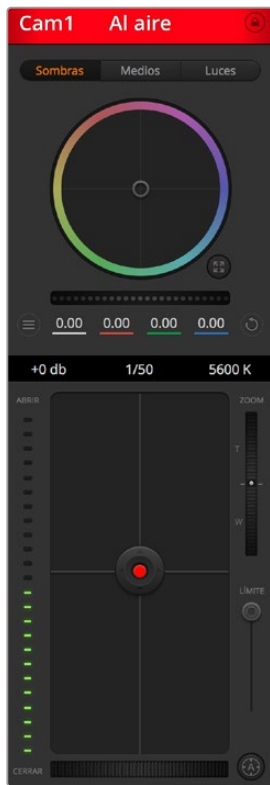 Cam1 Al aire
Sombras Medios Luces
0.00 0.00 0.00 0.00
+0 db 1/50 5600 K
ABRIR ZOOM
T
W
LÍMITE
CERRAR A